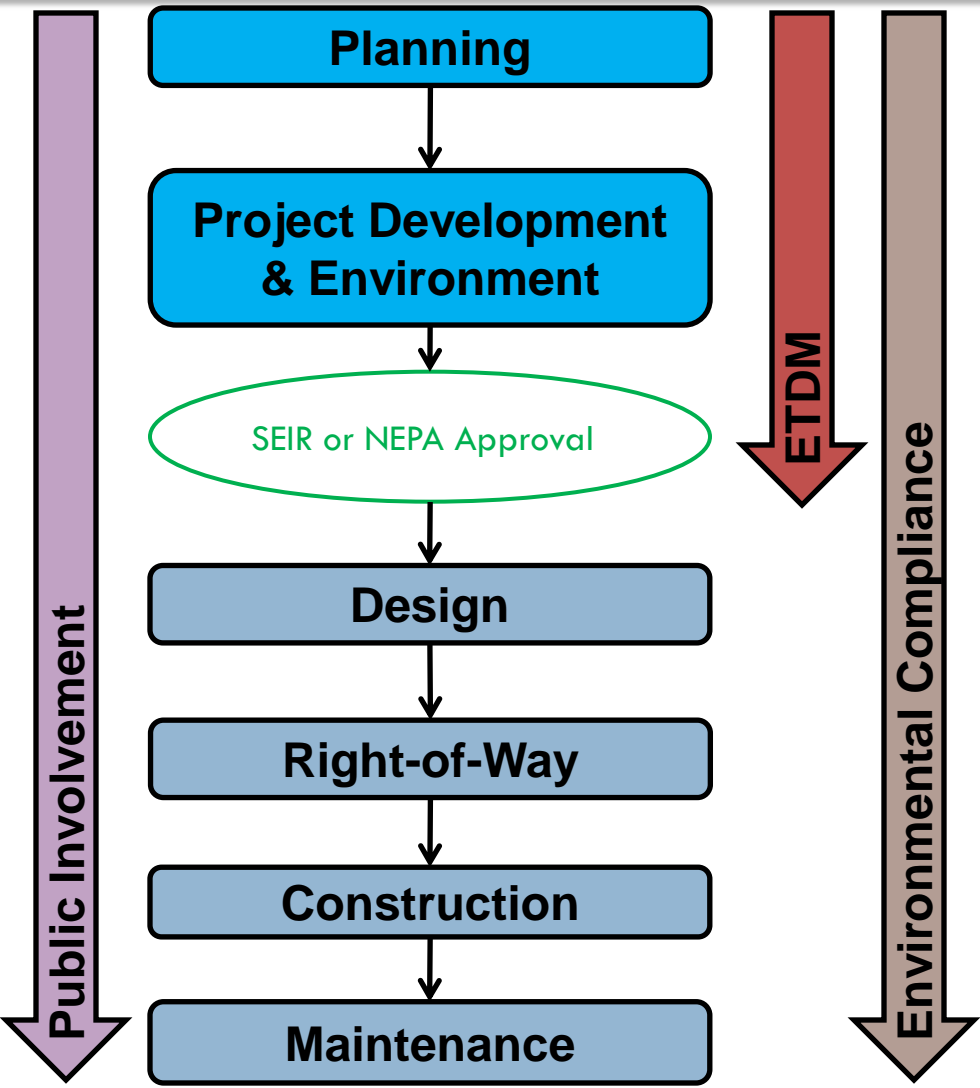 Planning
Project Development
& Environment
SEIR or NEPA Approval
Design
Right-of-Way
Construction
Maintenance
Public Involvement
ETDM
Environmental Compliance